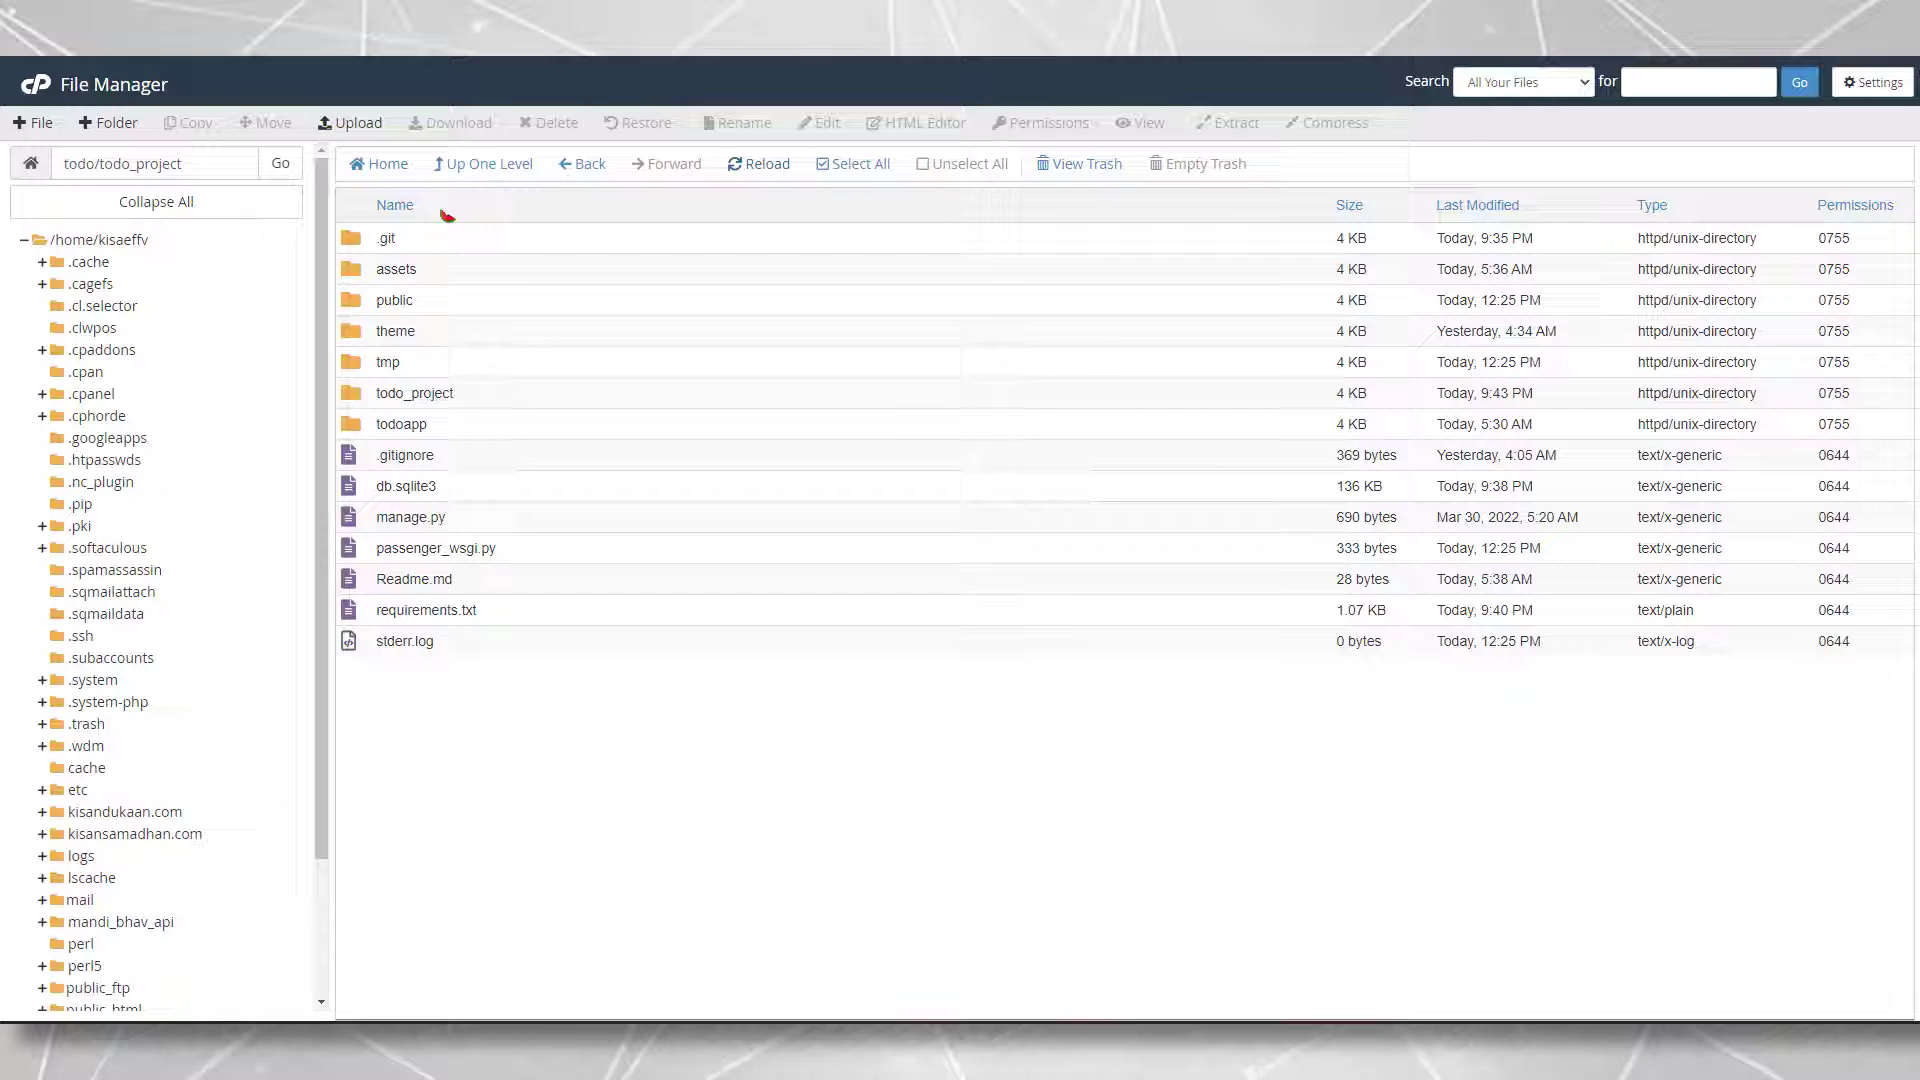 cP File Manager
Search All Your Files for Go Settings
File Folder Copy Move Upload Download Delete Restore Rename Edit HTML Editor Permissions View Extract Compress
todo/todo_project Go
Home Up One Level Back Forward Reload Select All Unselect All View Trash Empty Trash
Collapse All
/home/kisaeffv
.cache
.cagefs
.cl.selector
.clwpos
.cpaddons
.cpan
.cpanel
.cphorde
.googleapps
.htpasswds
.nc_plugin
.pip
.pki
.softaculous
.spamassassin
.sqmailattach
.sqmaildata
.ssh
.subaccounts
.system
.system-php
.trash
.wdm
cache
etc
kisandukaan.com
kisansamadhan.com
logs
lscache
mail
mandi_bhav_api
perl
perl5
public_ftp
public_html
Name Size Last Modified Type Permissions
.git 4 KB Today, 9:35 PM httpd/unix-directory 0755
assets 4 KB Today, 5:36 AM httpd/unix-directory 0755
public 4 KB Today, 12:25 PM httpd/unix-directory 0755
theme 4 KB Yesterday, 4:34 AM httpd/unix-directory 0755
tmp 4 KB Today, 12:25 PM httpd/unix-directory 0755
todo_project 4 KB Today, 9:43 PM httpd/unix-directory 0755
todoapp 4 KB Today, 5:30 AM httpd/unix-directory 0755
.gitignore 369 bytes Yesterday, 4:05 AM text/x-generic 0644
db.sqlite3 136 KB Today, 9:38 PM text/x-generic 0644
manage.py 690 bytes Mar 30, 2022, 5:20 AM text/x-generic 0644
passenger_wsgi.py 333 bytes Today, 12:25 PM text/x-generic 0644
Readme.md 28 bytes Today, 5:38 AM text/x-generic 0644
requirements.txt 1.07 KB Today, 9:40 PM text/plain 0644
stderr.log 0 bytes Today, 12:25 PM text/x-log 0644